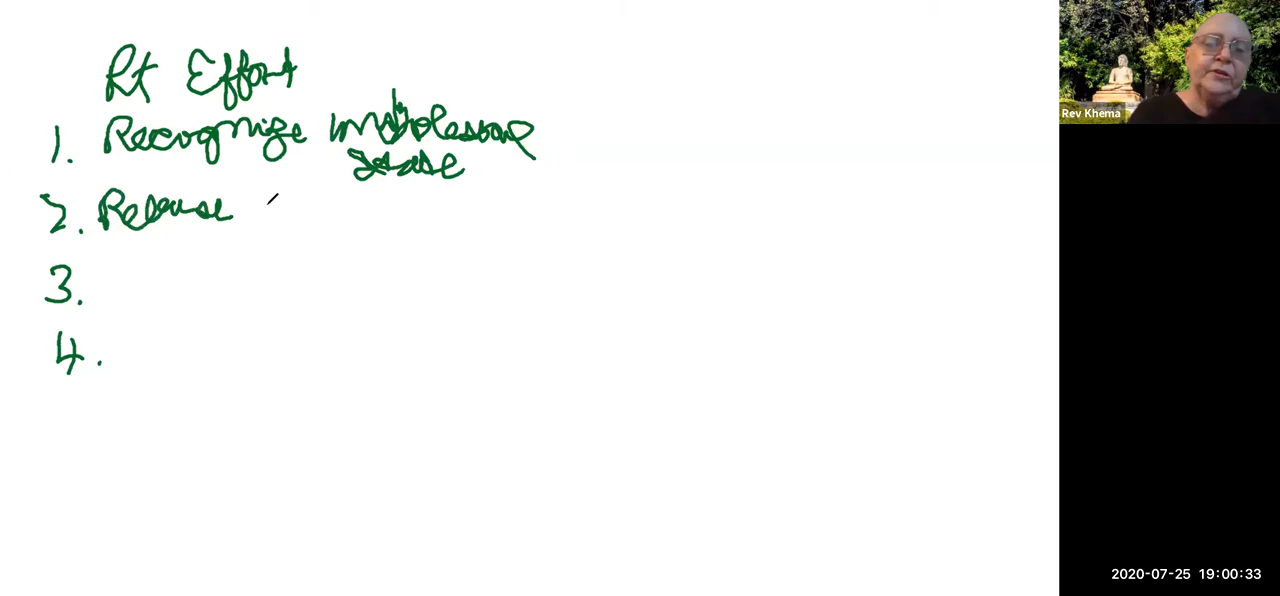 Rt Effort
1. Recognize unwholesome
state
2. Release
3.
4.
Rev Khema
2020-07-25 19:00:33